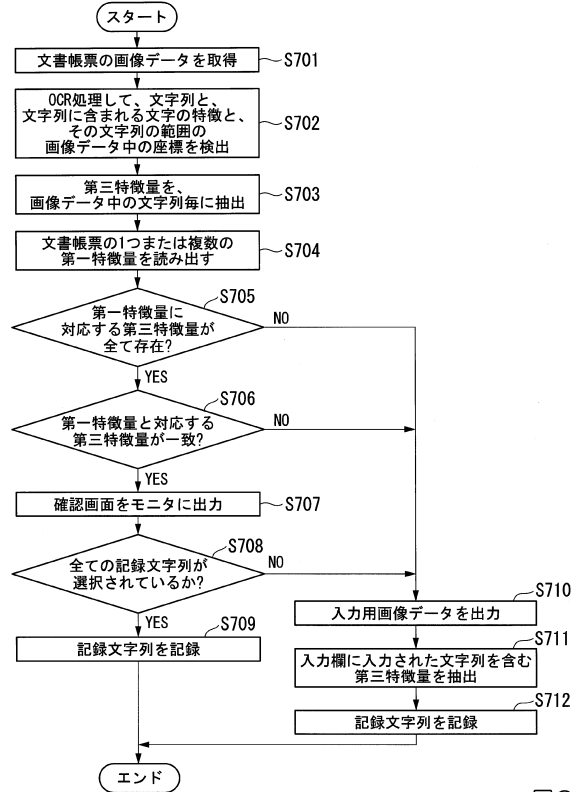 スタート
文書帳票の画像データを取得
S701
OCR処理して、文字列と、
文字列に含まれる文字の特徴と、
その文字列の範囲の
画像データ中の座標を検出
S702
第三特徴量を、
画像データ中の文字列毎に抽出
S703
文書帳票の1つまたは複数の
第一特徴量を読み出す
S704
S705
第一特徴量に
対応する第三特徴量が
全て存在?
NO
YES
S706
第一特徴量と対応する
第三特徴量が一致?
NO
YES
確認画面をモニタに出力
S707
S708
全ての記録文字列が
選択されているか?
NO
YES
S709
記録文字列を記録
S710
入力用画像データを出力
S711
入力欄に入力された文字列を含む
第三特徴量を抽出
S712
記録文字列を記録
エンド